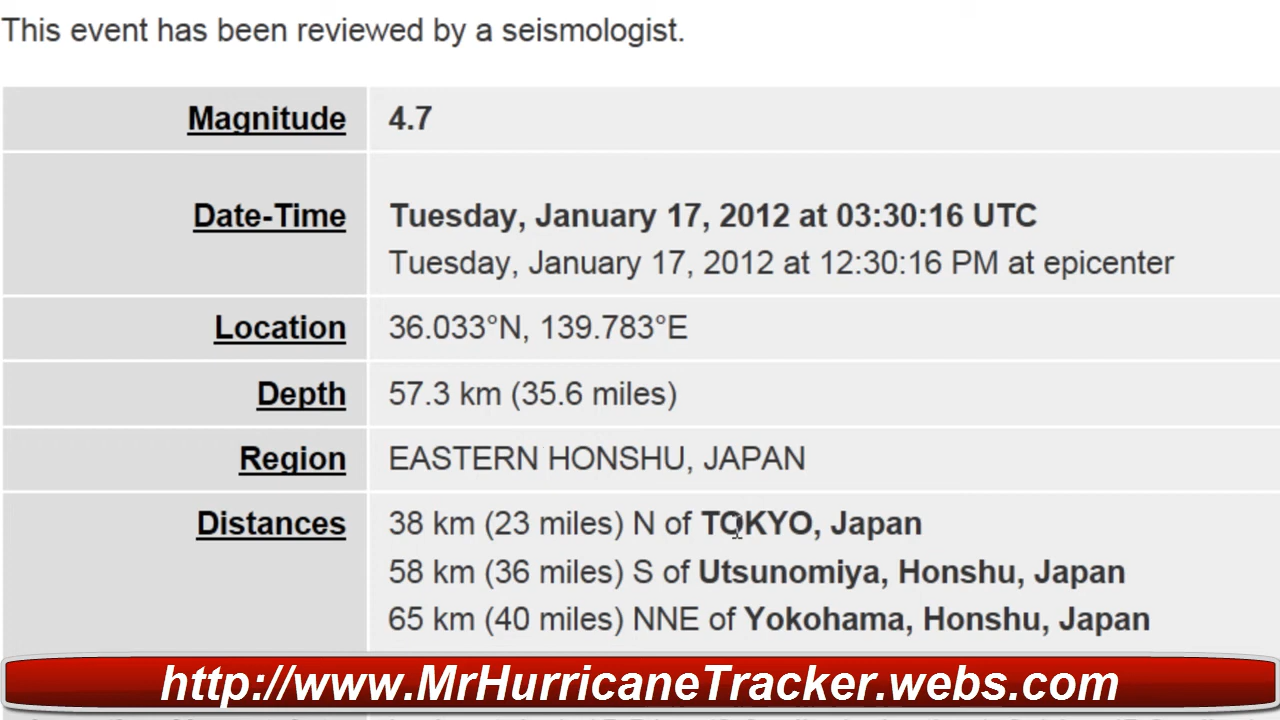 This event has been reviewed by a seismologist.
Magnitude 4.7
Date-Time Tuesday, January 17, 2012 at 03:30:16 UTC
Tuesday, January 17, 2012 at 12:30:16 PM at epicenter
Location 36.033°N, 139.783°E
Depth 57.3 km (35.6 miles)
Region EASTERN HONSHU, JAPAN
Distances 38 km (23 miles) N of TOKYO, Japan
58 km (36 miles) S of Utsunomiya, Honshu, Japan
65 km (40 miles) NNE of Yokohama, Honshu, Japan
http://www.MrHurricaneTracker.webs.com